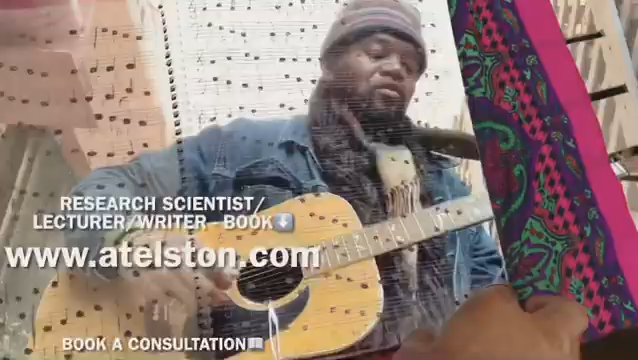 RESEARCH SCIENTIST/
LECTURER/WRITER - BOOK⬇️
www.atelston.com
BOOK A CONSULTATION📖